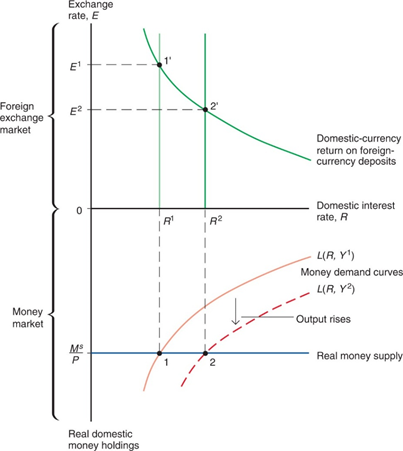 Exchange
rate, E
E¹
1'
E²
2'
Foreign
exchange
market
Domestic-currency
return on foreign-
currency deposits
0
Domestic interest
rate, R
R¹
R²
L(R, Y¹)
Money demand curves
L(R, Y²)
Output rises
Money
market
Mˢ
P
1
2
Real money supply
Real domestic
money holdings